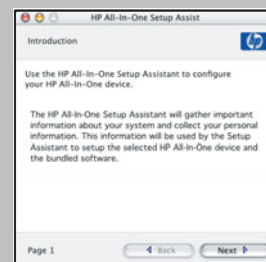 HP All-In-One Setup Assist
Introduction
hp
Use the HP All-In-One Setup Assistant to configure
your HP All-In-One device.
The HP All-In-One Setup Assistant will gather important
information about your system and collect your personal
information. This information will be used by the Setup
Assistant to setup the selected HP All-In-One device and
the bundled software.
Page 1
Back
Next